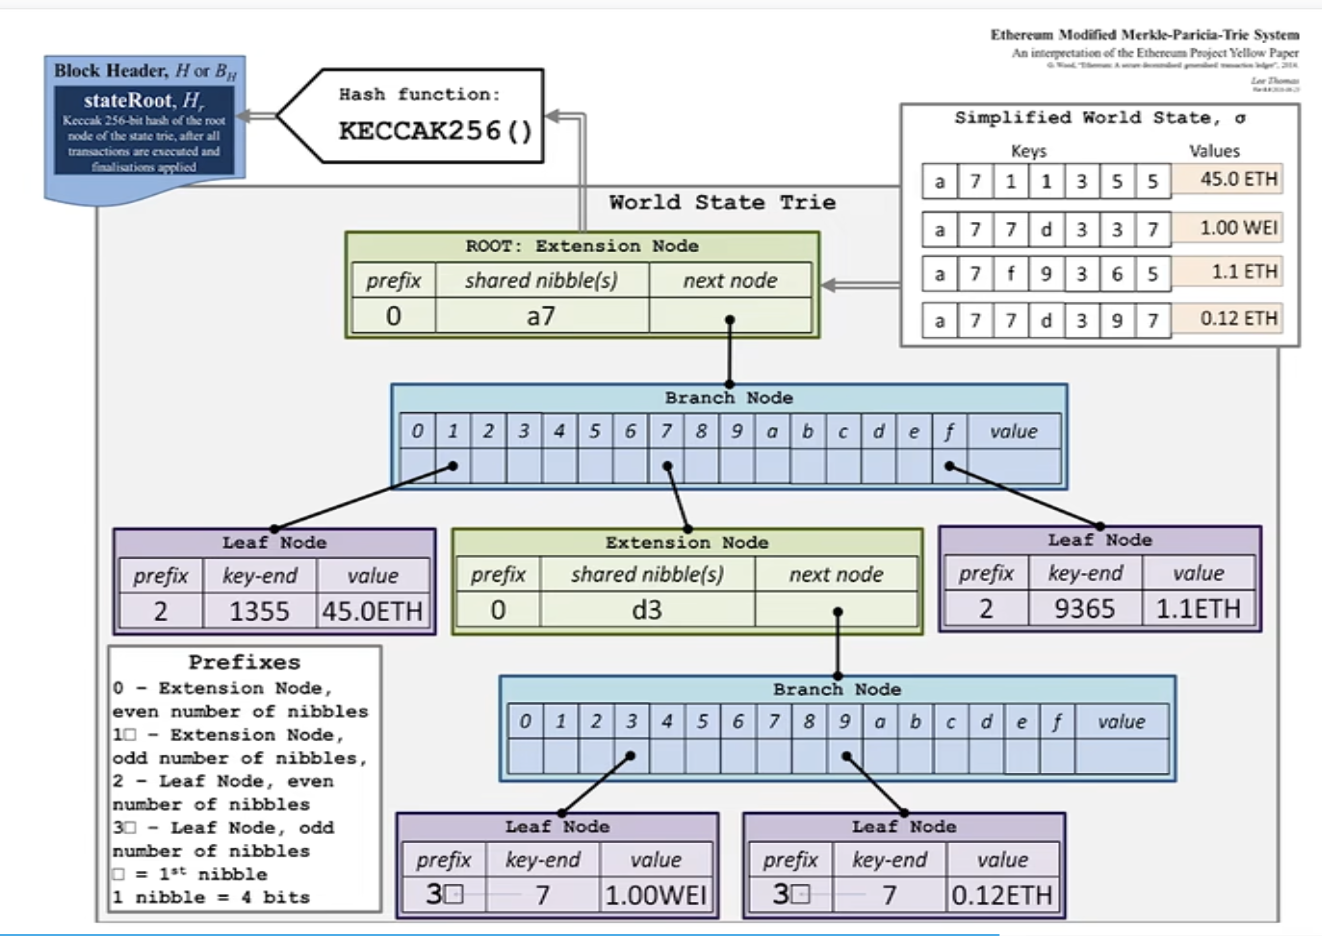 Ethereum Modified Merkle-Paricia-Trie System
An interpretation of the Ethereum Project Yellow Paper
G. Wood, "Ethereum: A secure decentralised generalised transaction ledger", 2014.
Lee Thomas
Block Header, H or B_H
stateRoot, H_r
Keccak 256-bit hash of the root
node of the state trie, after all
transactions are executed and
finalisations applied
Hash function:
KECCAK256()
Simplified World State, σ
Keys Values
a 7 1 1 3 5 5 45.0 ETH
a 7 7 d 3 3 7 1.00 WEI
a 7 f 9 3 6 5 1.1 ETH
a 7 7 d 3 9 7 0.12 ETH
World State Trie
ROOT: Extension Node
prefix shared nibble(s) next node
0 a7
Branch Node
0 1 2 3 4 5 6 7 8 9 a b c d e f value
Leaf Node
prefix key-end value
2 1355 45.0ETH
Extension Node
prefix shared nibble(s) next node
0 d3
Leaf Node
prefix key-end value
2 9365 1.1ETH
Prefixes
0 - Extension Node,
even number of nibbles
1□ - Extension Node,
odd number of nibbles,
2 - Leaf Node, even
number of nibbles
3□ - Leaf Node, odd
number of nibbles
□ = 1st nibble
1 nibble = 4 bits
Branch Node
0 1 2 3 4 5 6 7 8 9 a b c d e f value
Leaf Node
prefix key-end value
3□ 7 1.00WEI
Leaf Node
prefix key-end value
3□ 7 0.12ETH